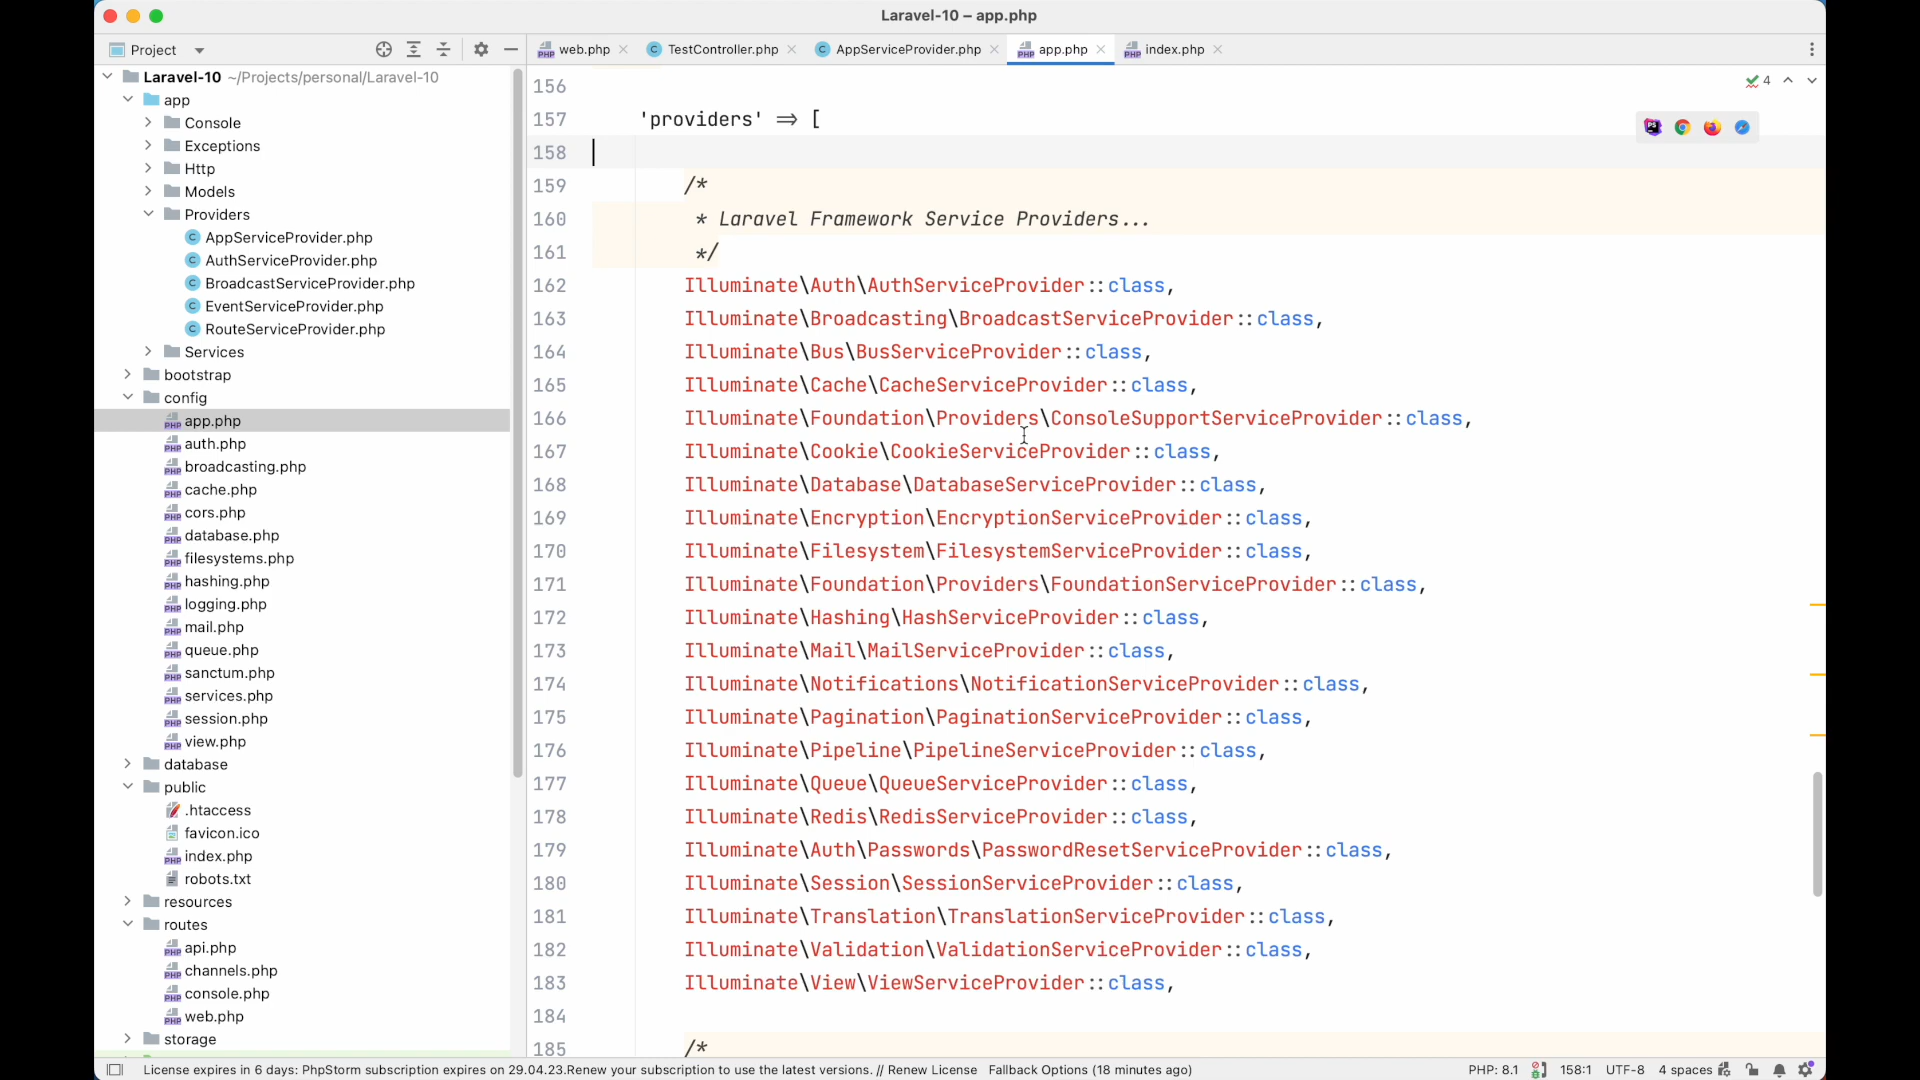 Laravel-10 – app.php
Project
web.php
TestController.php
AppServiceProvider.php
app.php
index.php
Laravel-10 ~/Projects/personal/Laravel-10
app
Console
Exceptions
Http
Models
Providers
AppServiceProvider.php
AuthServiceProvider.php
BroadcastServiceProvider.php
EventServiceProvider.php
RouteServiceProvider.php
Services
bootstrap
config
app.php
auth.php
broadcasting.php
cache.php
cors.php
database.php
filesystems.php
hashing.php
logging.php
mail.php
queue.php
sanctum.php
services.php
session.php
view.php
database
public
.htaccess
favicon.ico
index.php
robots.txt
resources
routes
api.php
channels.php
console.php
web.php
storage
4
156
157 'providers' => [
158
159 /*
160 * Laravel Framework Service Providers...
161 */
162 Illuminate\Auth\AuthServiceProvider::class,
163 Illuminate\Broadcasting\BroadcastServiceProvider::class,
164 Illuminate\Bus\BusServiceProvider::class,
165 Illuminate\Cache\CacheServiceProvider::class,
166 Illuminate\Foundation\Providers\ConsoleSupportServiceProvider::class,
167 Illuminate\Cookie\CookieServiceProvider::class,
168 Illuminate\Database\DatabaseServiceProvider::class,
169 Illuminate\Encryption\EncryptionServiceProvider::class,
170 Illuminate\Filesystem\FilesystemServiceProvider::class,
171 Illuminate\Foundation\Providers\FoundationServiceProvider::class,
172 Illuminate\Hashing\HashServiceProvider::class,
173 Illuminate\Mail\MailServiceProvider::class,
174 Illuminate\Notifications\NotificationServiceProvider::class,
175 Illuminate\Pagination\PaginationServiceProvider::class,
176 Illuminate\Pipeline\PipelineServiceProvider::class,
177 Illuminate\Queue\QueueServiceProvider::class,
178 Illuminate\Redis\RedisServiceProvider::class,
179 Illuminate\Auth\Passwords\PasswordResetServiceProvider::class,
180 Illuminate\Session\SessionServiceProvider::class,
181 Illuminate\Translation\TranslationServiceProvider::class,
182 Illuminate\Validation\ValidationServiceProvider::class,
183 Illuminate\View\ViewServiceProvider::class,
184
185 /*
License expires in 6 days: PhpStorm subscription expires on 29.04.23.Renew your subscription to use the latest versions. // Renew License Fallback Options (18 minutes ago)
PHP: 8.1 158:1 UTF-8 4 spaces